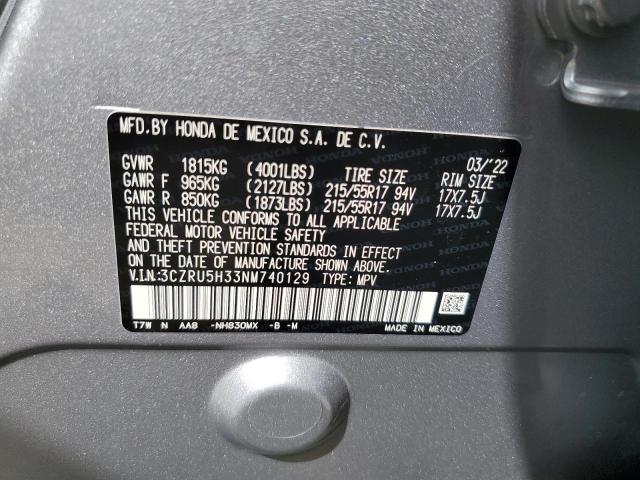 MFD.BY HONDA DE MEXICO S.A. DE C.V.
03/'22
GVWR 1815KG (4001LBS) TIRE SIZE RIM SIZE
GAWR F 965KG (2127LBS) 215/55R17 94V 17X7.5J
GAWR R 850KG (1873LBS) 215/55R17 94V 17X7.5J
THIS VEHICLE CONFORMS TO ALL APPLICABLE
FEDERAL MOTOR VEHICLE SAFETY AND
THEFT PREVENTION STANDARDS IN EFFECT
ON THE DATE OF MANUFACTURE SHOWN ABOVE.
V.I.N:3CZRU5H33NM740129 TYPE: MPV
T7W N AA8 -NH830MX -B -M MADE IN MEXICO